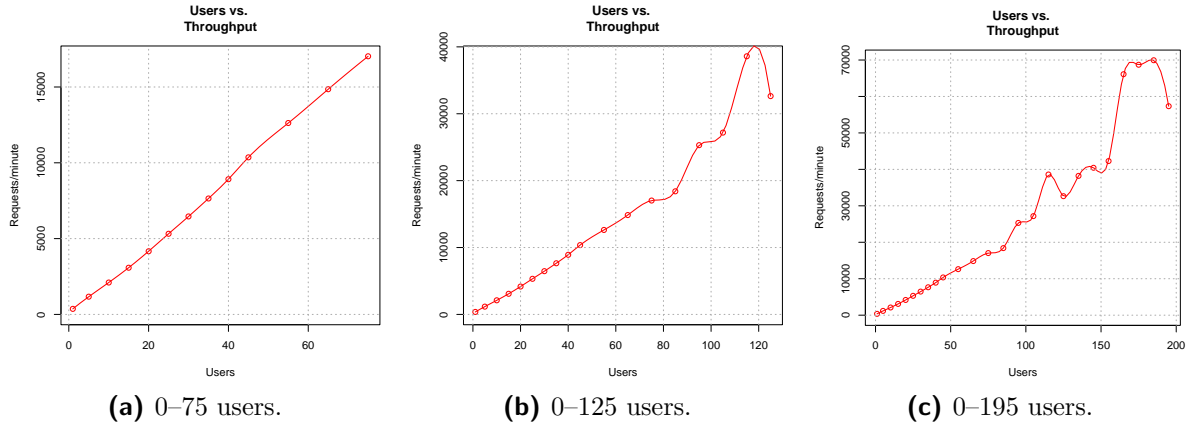 Users vs.
Throughput
Requests/minute
0
5000
10000
15000
0
20
40
60
Users
(a) 0–75 users.
Users vs.
Throughput
Requests/minute
0
10000
20000
30000
40000
0
20
40
60
80
100
120
Users
(b) 0–125 users.
Users vs.
Throughput
Requests/minute
0
10000
30000
50000
70000
0
50
100
150
200
Users
(c) 0–195 users.